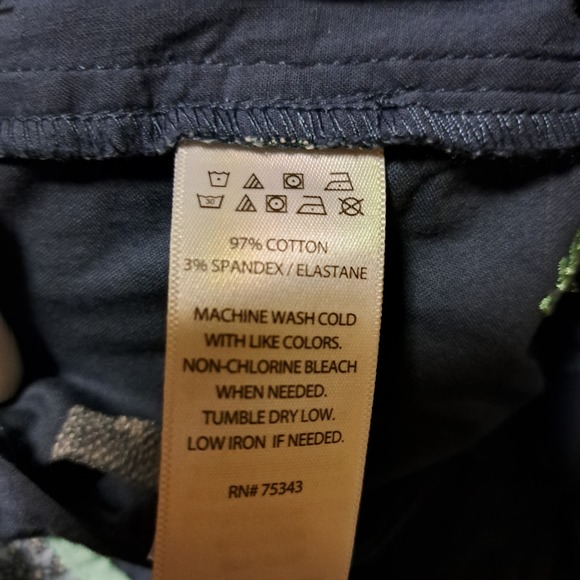 97% COTTON
3% SPANDEX / ELASTANE
MACHINE WASH COLD
WITH LIKE COLORS.
NON-CHLORINE BLEACH
WHEN NEEDED.
TUMBLE DRY LOW.
LOW IRON IF NEEDED.
RN# 75343